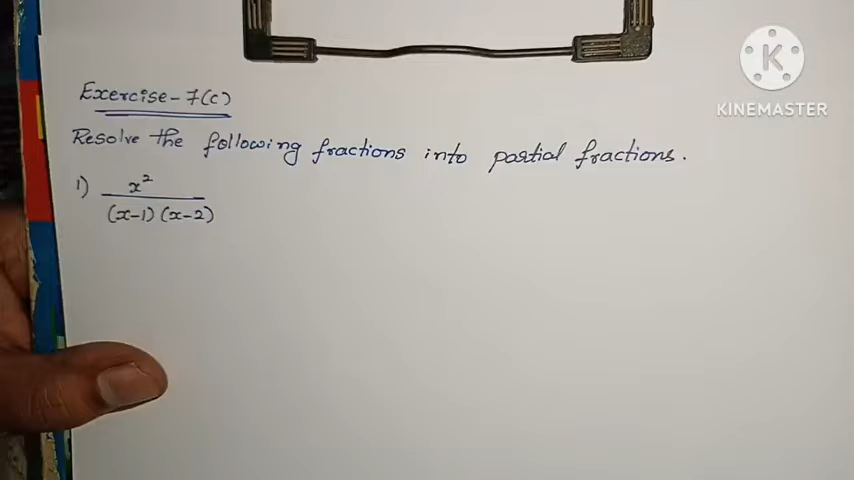 Exercise-7(c)
Resolve the following fractions into partial fractions.
1) x²
(x-1) (x-2)
KINEMASTER